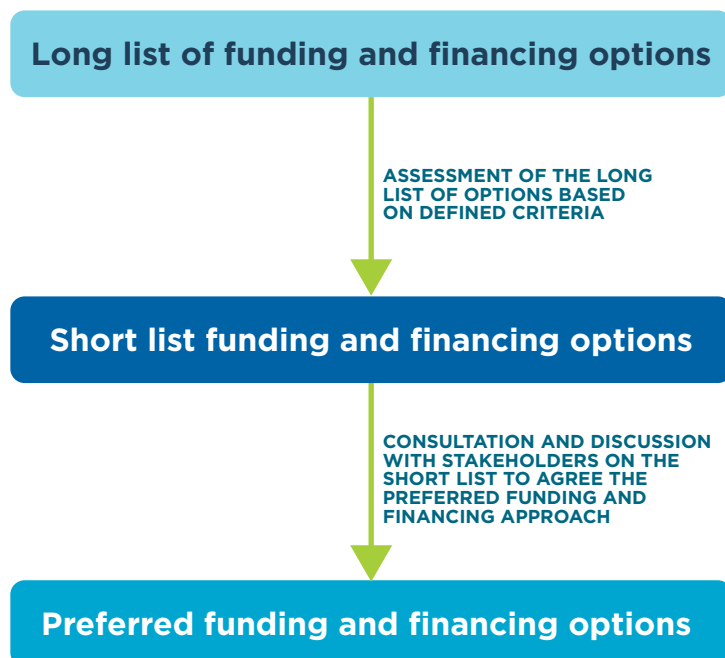 Long list of funding and financing options
ASSESSMENT OF THE LONG
LIST OF OPTIONS BASED
ON DEFINED CRITERIA
Short list funding and financing options
CONSULTATION AND DISCUSSION
WITH STAKEHOLDERS ON THE
SHORT LIST TO AGREE THE
PREFERRED FUNDING AND
FINANCING APPROACH
Preferred funding and financing options